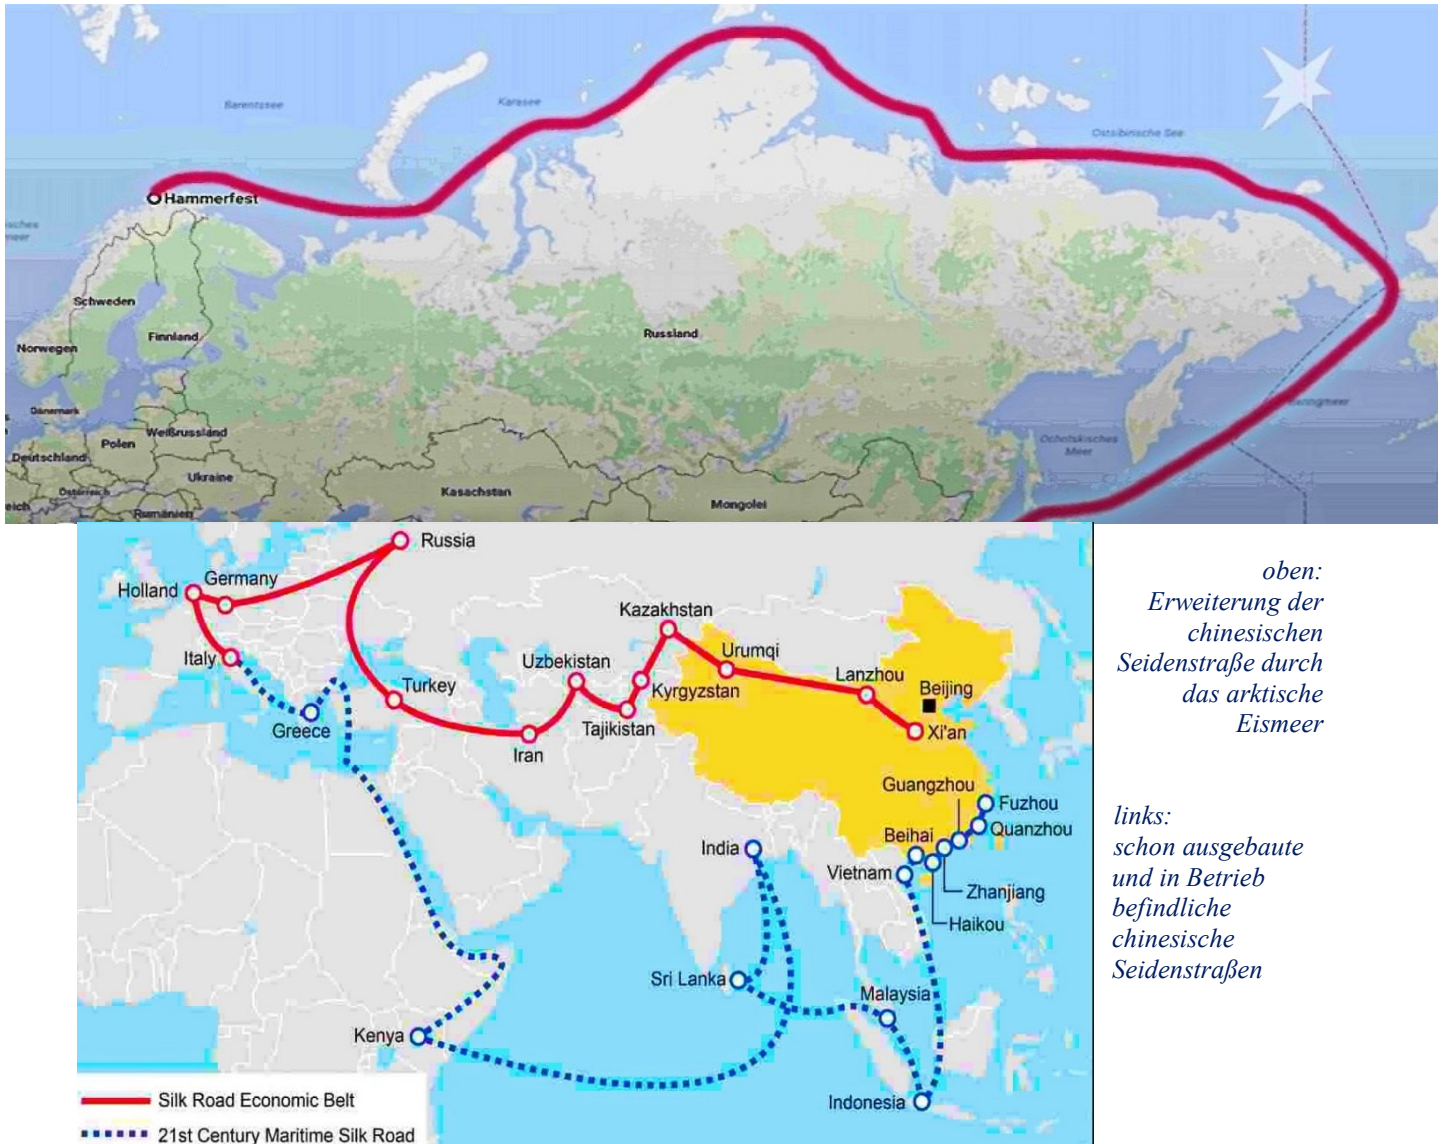 Barentssee
Karasee
Ostsibirische See
Hammerfest
Schweden
Finnland
Norwegen
Russland
Dänemark
Weißrussland
Polen
Deutschland
Ukraine
Österreich
Rumänien
Kasachstan
Mongolei
Ochotskisches
Meer
Russia
Germany
Holland
Italy
Greece
Turkey
Iran
Uzbekistan
Tajikistan
Kazakhstan
Kyrgyzstan
Urumqi
Lanzhou
Beijing
Xi'an
Guangzhou
Fuzhou
Quanzhou
Beihai
Vietnam
Zhanjiang
Haikou
India
Sri Lanka
Malaysia
Kenya
Indonesia
Silk Road Economic Belt
21st Century Maritime Silk Road
oben:
Erweiterung der
chinesischen
Seidenstraße durch
das arktische
Eismeer
links:
schon ausgebaute
und in Betrieb
befindliche
chinesische
Seidenstraßen